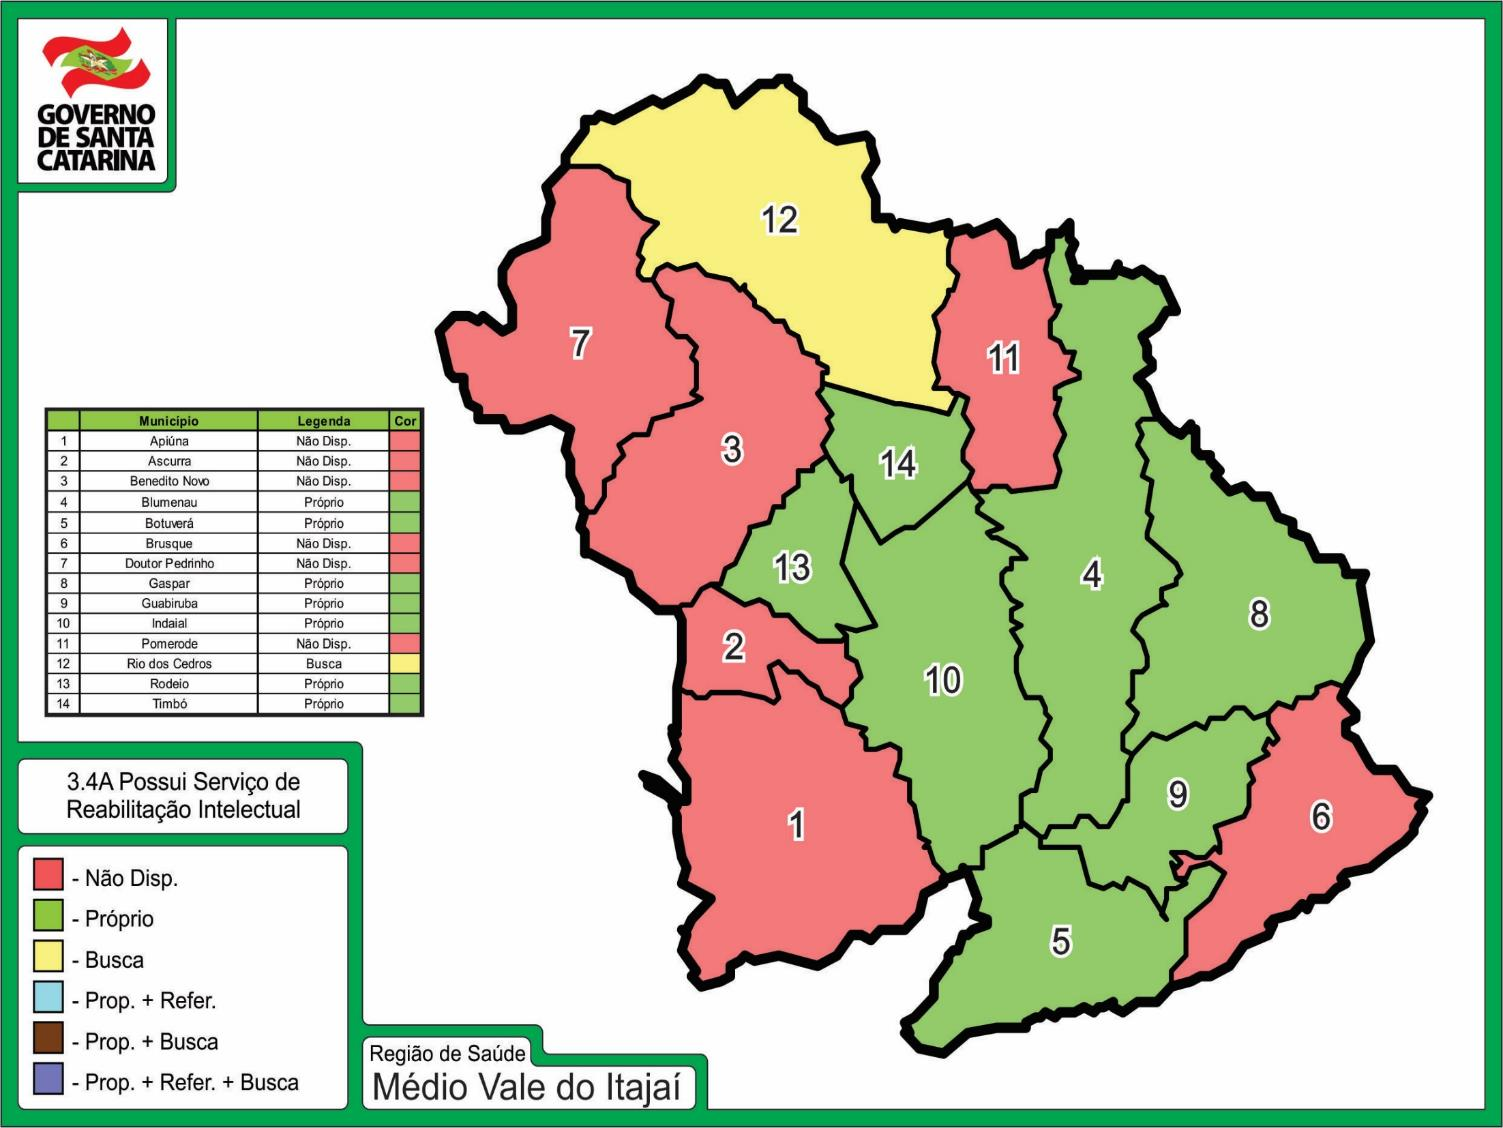 GOVERNO
DE SANTA
CATARINA
Município Legenda Cor
1 Apiúna Não Disp.
2 Ascurra Não Disp.
3 Benedito Novo Não Disp.
4 Blumenau Próprio
5 Botuverá Próprio
6 Brusque Não Disp.
7 Doutor Pedrinho Não Disp.
8 Gaspar Próprio
9 Guabiruba Próprio
10 Indaial Próprio
11 Pomerode Não Disp.
12 Rio dos Cedros Busca
13 Rodeio Próprio
14 Timbó Próprio
12
7
11
3
14
13
4
8
2
10
9
1
6
5
3.4A Possui Serviço de
Reabilitação Intelectual
- Não Disp.
- Próprio
- Busca
- Prop. + Refer.
- Prop. + Busca
- Prop. + Refer. + Busca
Região de Saúde
Médio Vale do Itajaí